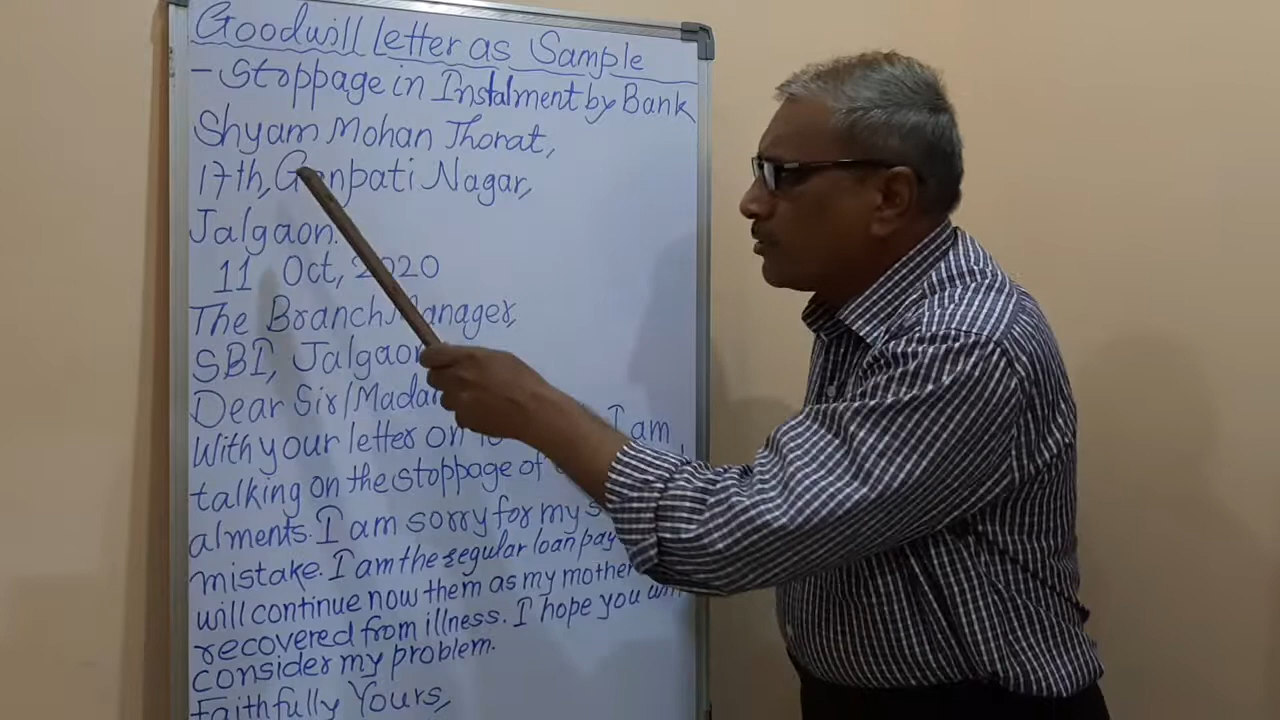 Goodwill Letter as Sample
- Stoppage in Instalment by Bank
Shyam Mohan Thorat,
17th, Ganpati Nagar,
Jalgaon.
11 Oct, 2020
The Branch Manager,
SBI, Jalgaon
Dear Sir/Madam
With your letter on I am
talking on the stoppage of
alments. I am sorry for my
mistake. I am the regular loan
will continue now them as my mother
recovered from illness. I hope you will
consider my problem.
Faithfully Yours,